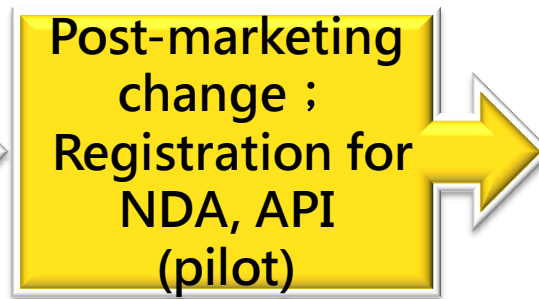 Post-marketing
change；
Registration for
NDA, API
(pilot)